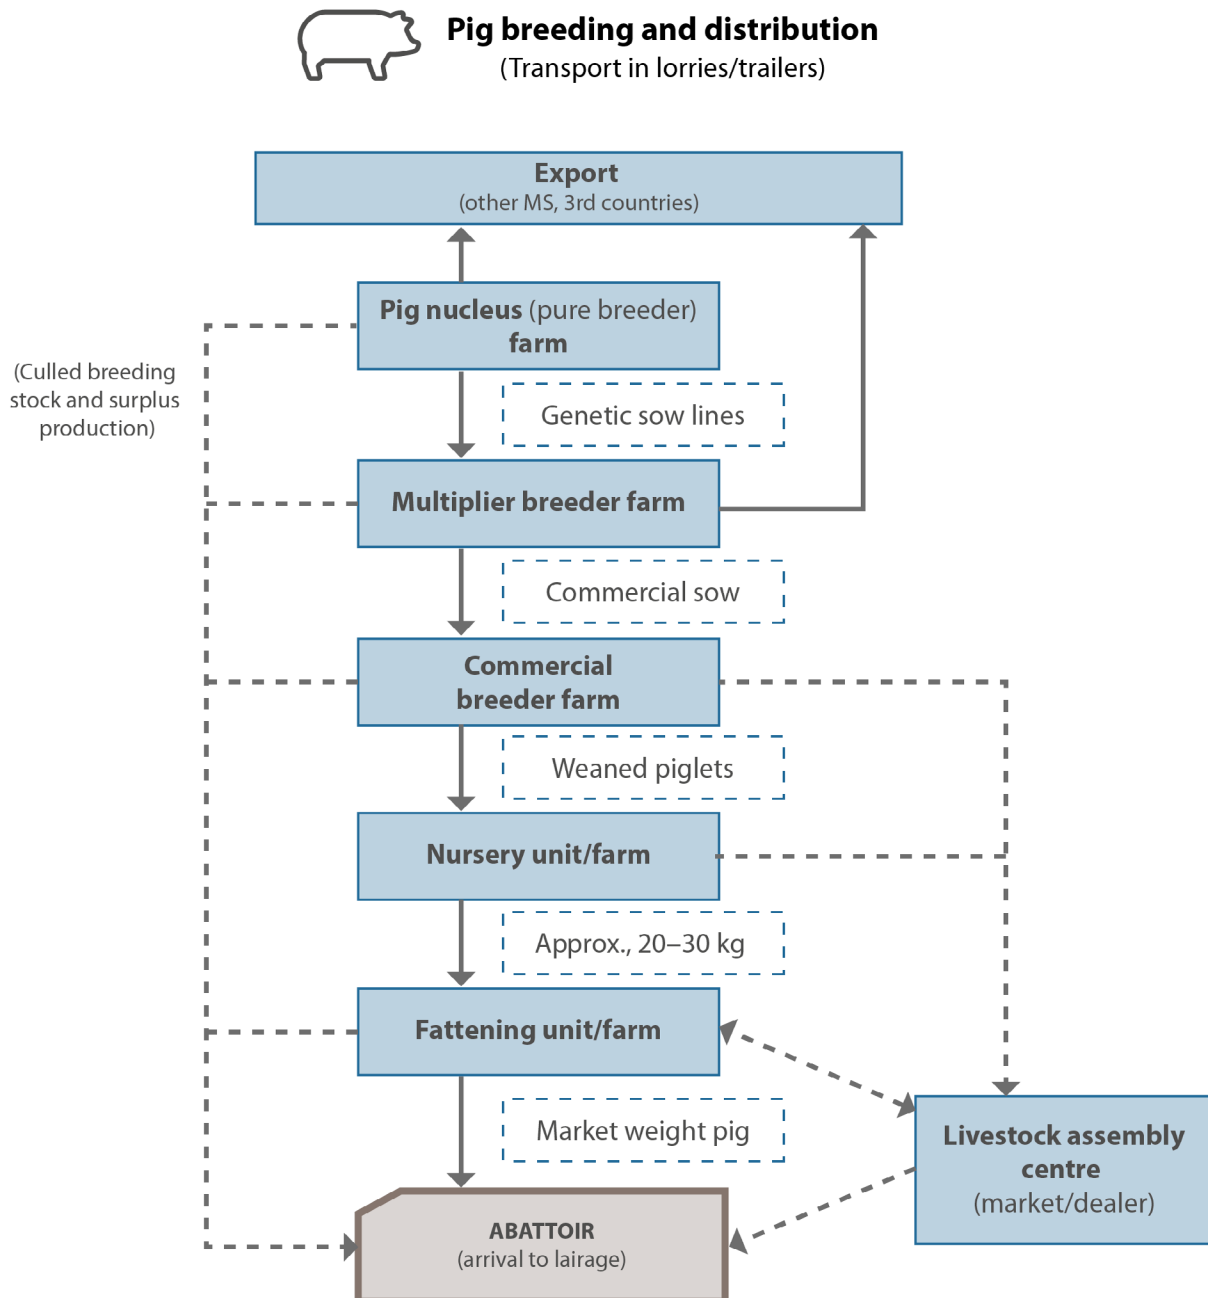 Pig breeding and distribution
(Transport in lorries/trailers)
Export
(other MS, 3rd countries)
Pig nucleus (pure breeder)
farm
(Culled breeding
stock and surplus
production)
Genetic sow lines
Multiplier breeder farm
Commercial sow
Commercial
breeder farm
Weaned piglets
Nursery unit/farm
Approx., 20–30 kg
Fattening unit/farm
Market weight pig
Livestock assembly
centre
(market/dealer)
ABATTOIR
(arrival to lairage)